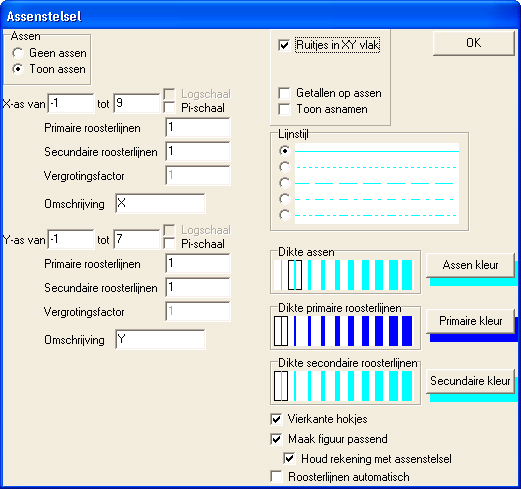 Assenstelsel
Assen
Geen assen
Toon assen
X-as van -1 tot 9
Logschaal
Pi-schaal
Primaire roosterlijnen 1
Secundaire roosterlijnen 1
Vergrotingsfactor 1
Omschrijving X
Y-as van -1 tot 7
Logschaal
Pi-schaal
Primaire roosterlijnen 1
Secundaire roosterlijnen 1
Vergrotingsfactor 1
Omschrijving Y
Ruitjes in XY vlak
OK
Getallen op assen
Toon asnamen
Lijnstijl
Dikte assen
Assen kleur
Dikte primaire roosterlijnen
Primaire kleur
Dikte secondaire roosterlijnen
Secundaire kleur
Vierkante hokjes
Maak figuur passend
Houd rekening met assenstelsel
Roosterlijnen automatisch